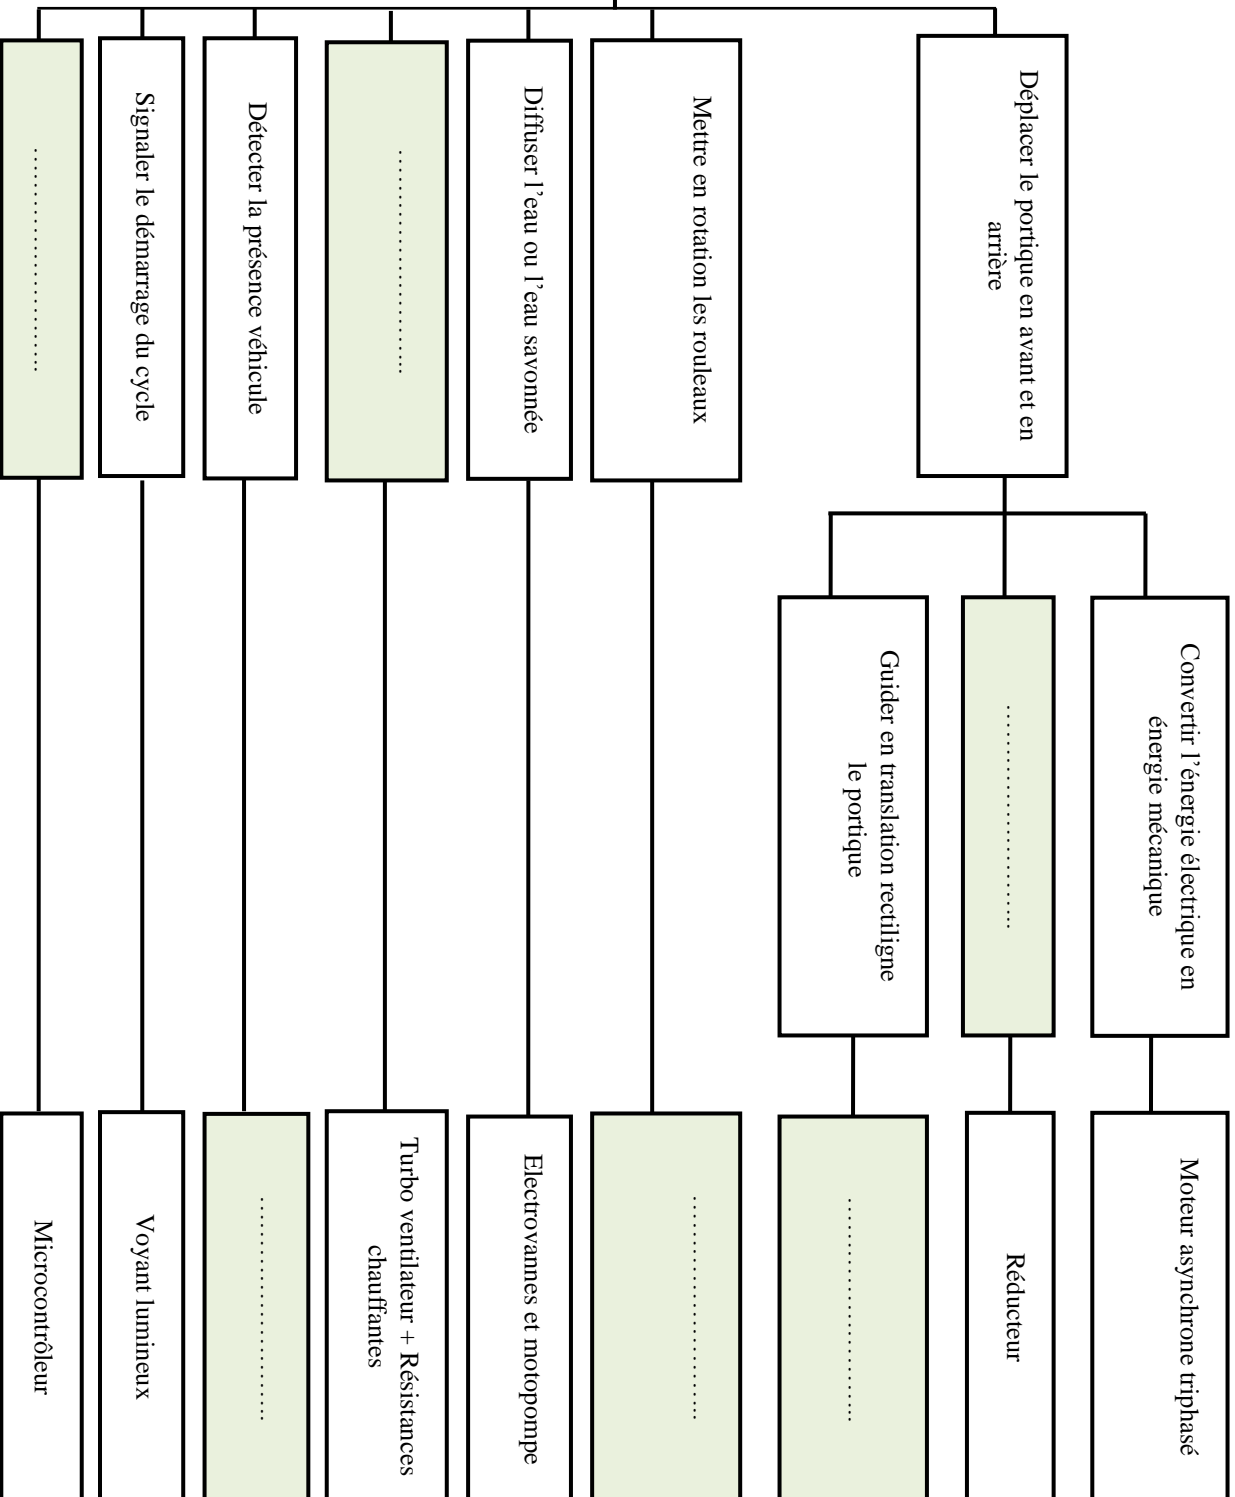 Déplacer le portique en avant et en
arrière
Convertir l’énergie électrique en
énergie mécanique
Moteur asynchrone triphasé
........................
Réducteur
Guider en translation rectiligne
le portique
........................
Mettre en rotation les rouleaux
........................
Diffuser l’eau ou l’eau savonnée
Electrovannes et motopompe
........................
Turbo ventilateur + Résistances
chauffantes
Détecter la présence véhicule
........................
Signaler le démarrage du cycle
Voyant lumineux
........................
Microcontrôleur